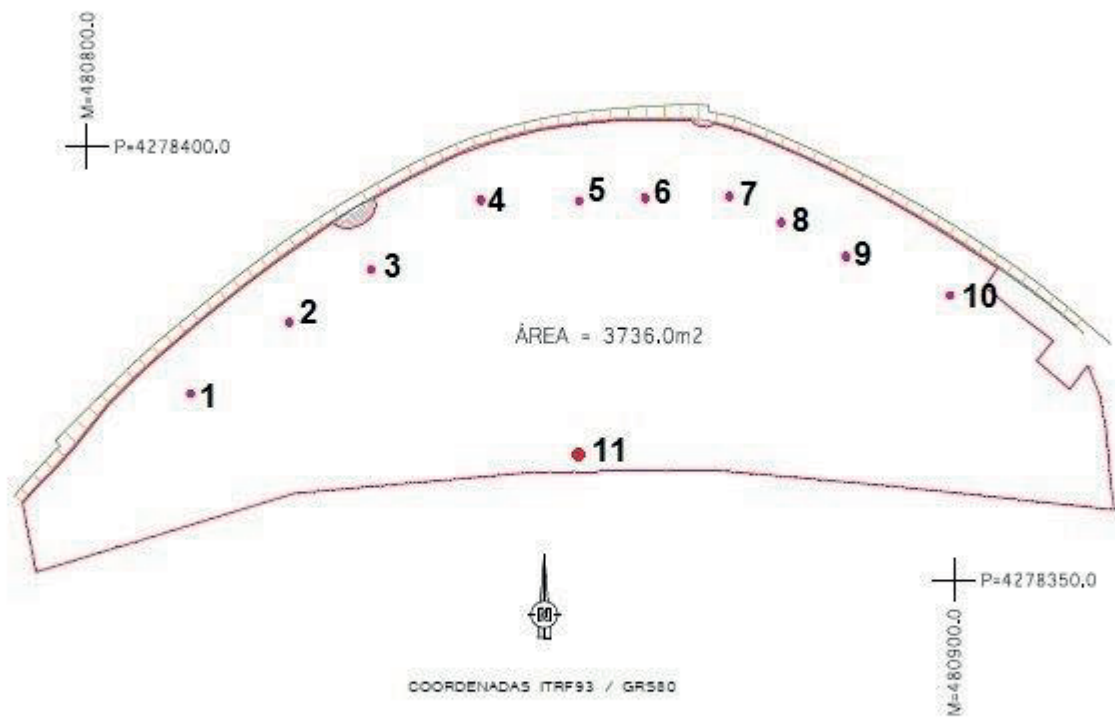 M=480800.0
P=4278400.0
4
5
6
7
8
9
3
10
2
ÁREA = 3736.0m2
1
11
P=4278350.0
M=480900.0
COORDENADAS ITRF93 / GRS80